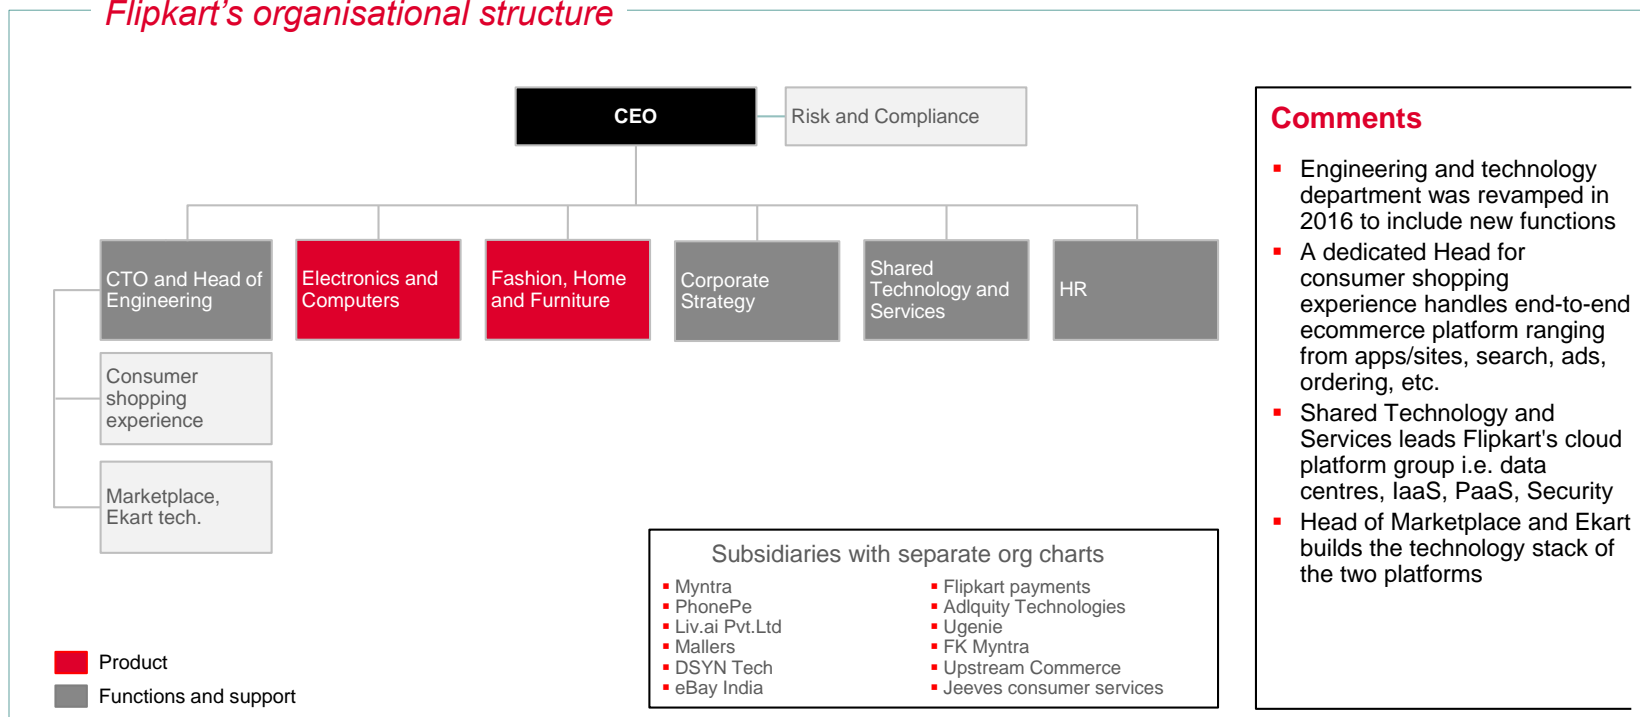 Flipkart's organisational structure
CEO
Risk and Compliance
CTO and Head of
Engineering
Electronics and
Computers
Fashion, Home
and Furniture
Corporate
Strategy
Shared
Technology and
Services
HR
Consumer
shopping
experience
Marketplace,
Ekart tech.
Subsidiaries with separate org charts
Myntra
PhonePe
Liv.ai Pvt.Ltd
Mallers
DSYN Tech
eBay India
Flipkart payments
AdIquity Technologies
Ugenie
FK Myntra
Upstream Commerce
Jeeves consumer services
Product
Functions and support
Comments
Engineering and technology
department was revamped in
2016 to include new functions
A dedicated Head for
consumer shopping
experience handles end-to-end
ecommerce platform ranging
from apps/sites, search, ads,
ordering, etc.
Shared Technology and
Services leads Flipkart's cloud
platform group i.e. data
centres, IaaS, PaaS, Security
Head of Marketplace and Ekart
builds the technology stack of
the two platforms